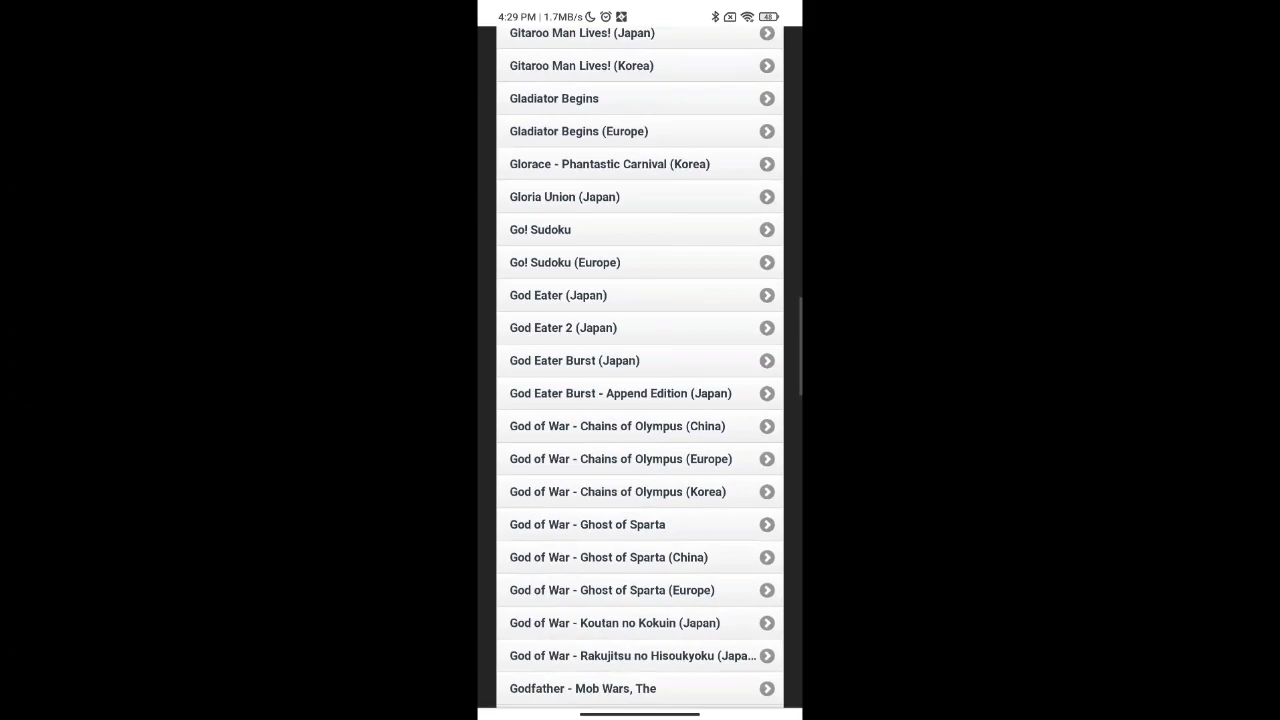 4:29 PM | 1.7MB/s 48
Gitaroo Man Lives! (Japan)
Gitaroo Man Lives! (Korea)
Gladiator Begins
Gladiator Begins (Europe)
Glorace - Phantastic Carnival (Korea)
Gloria Union (Japan)
Go! Sudoku
Go! Sudoku (Europe)
God Eater (Japan)
God Eater 2 (Japan)
God Eater Burst (Japan)
God Eater Burst - Append Edition (Japan)
God of War - Chains of Olympus (China)
God of War - Chains of Olympus (Europe)
God of War - Chains of Olympus (Korea)
God of War - Ghost of Sparta
God of War - Ghost of Sparta (China)
God of War - Ghost of Sparta (Europe)
God of War - Koutan no Kokuin (Japan)
God of War - Rakujitsu no Hisoukyoku (Japa...
Godfather - Mob Wars, The